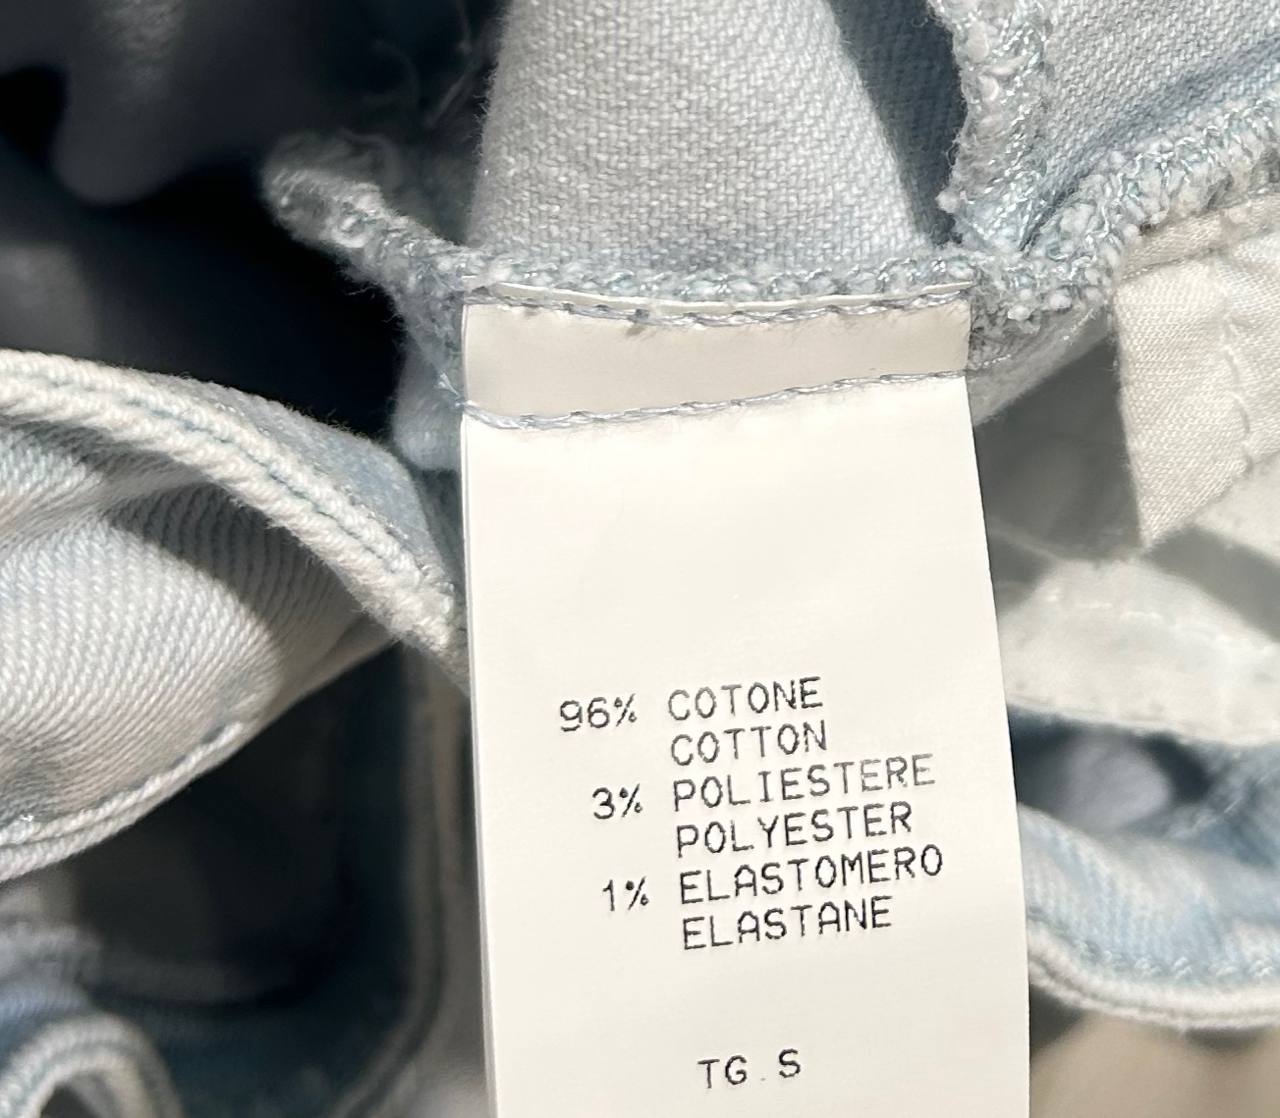 96% COTONE
COTTON
3% POLIESTERE
POLYESTER
1% ELASTOMERO
ELASTANE
TG.S